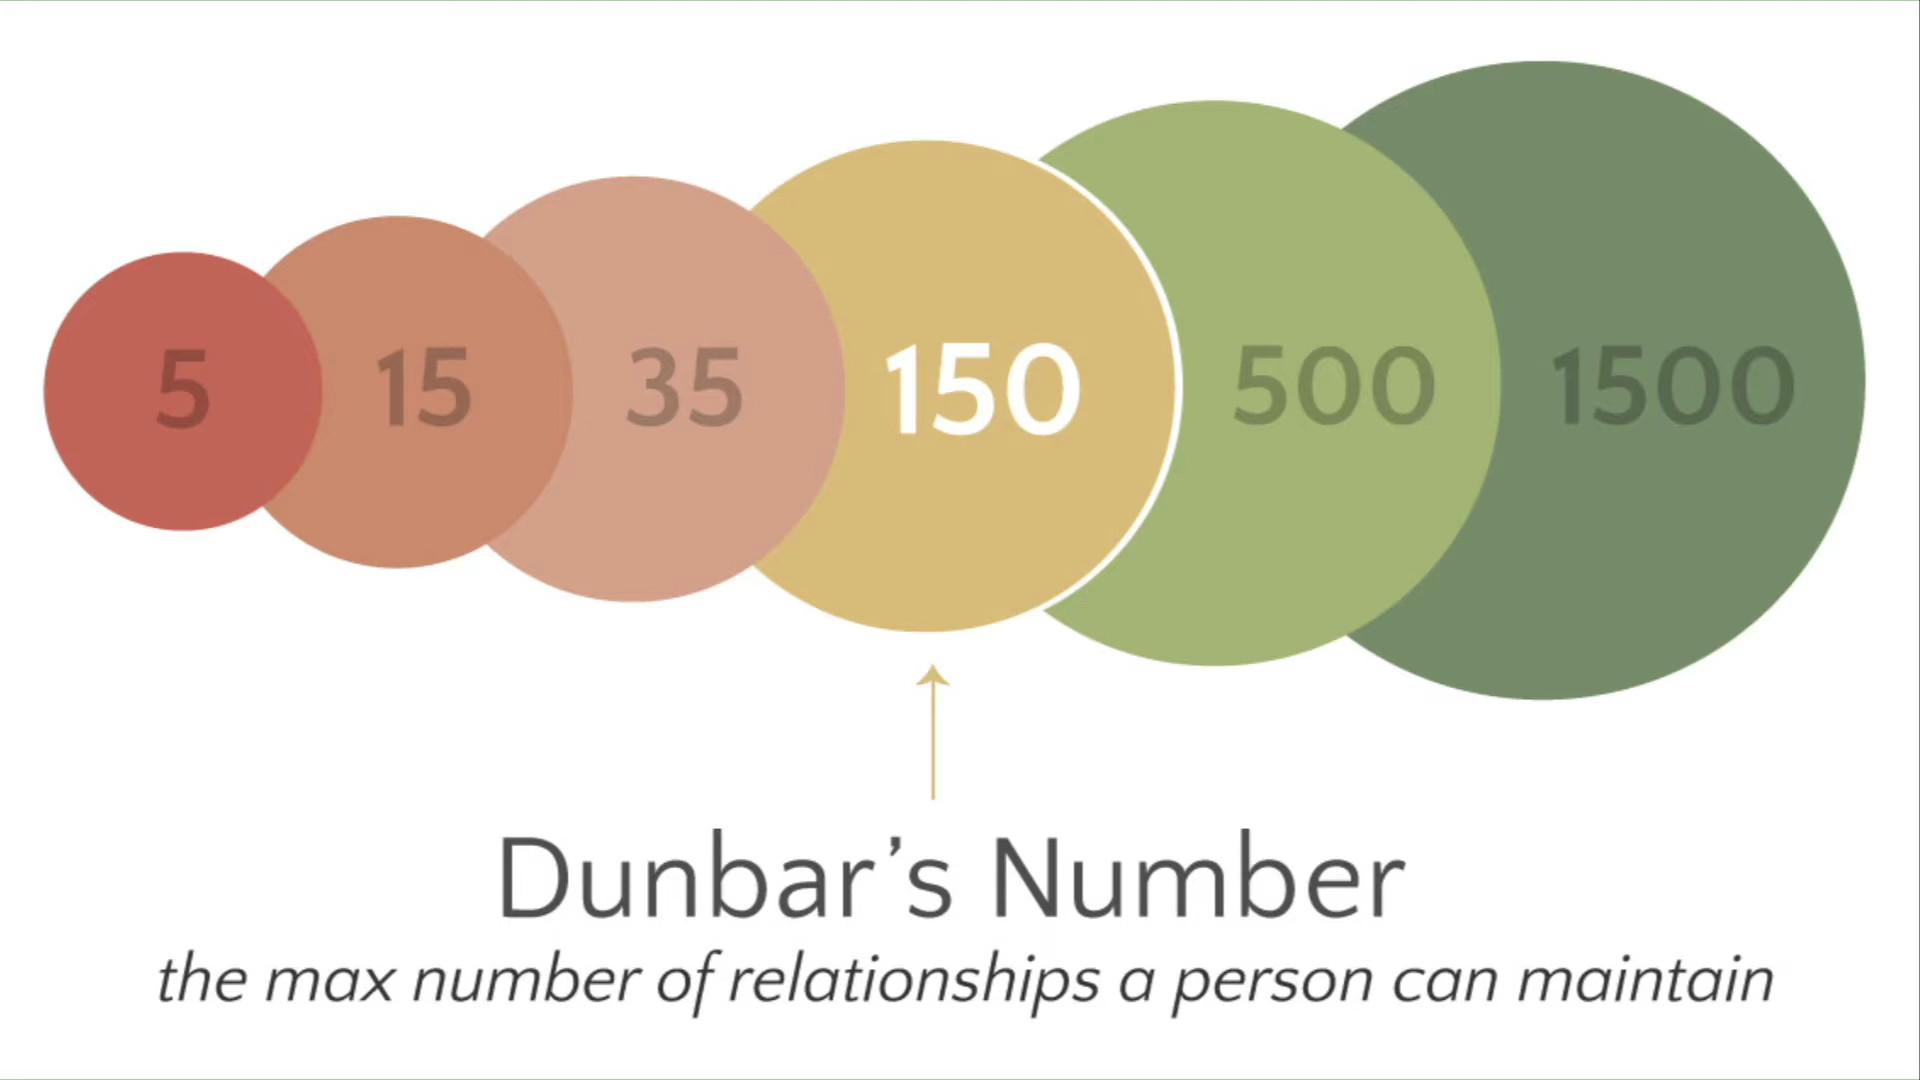 5 15 35 150 500 1500
Dunbar’s Number
the max number of relationships a person can maintain